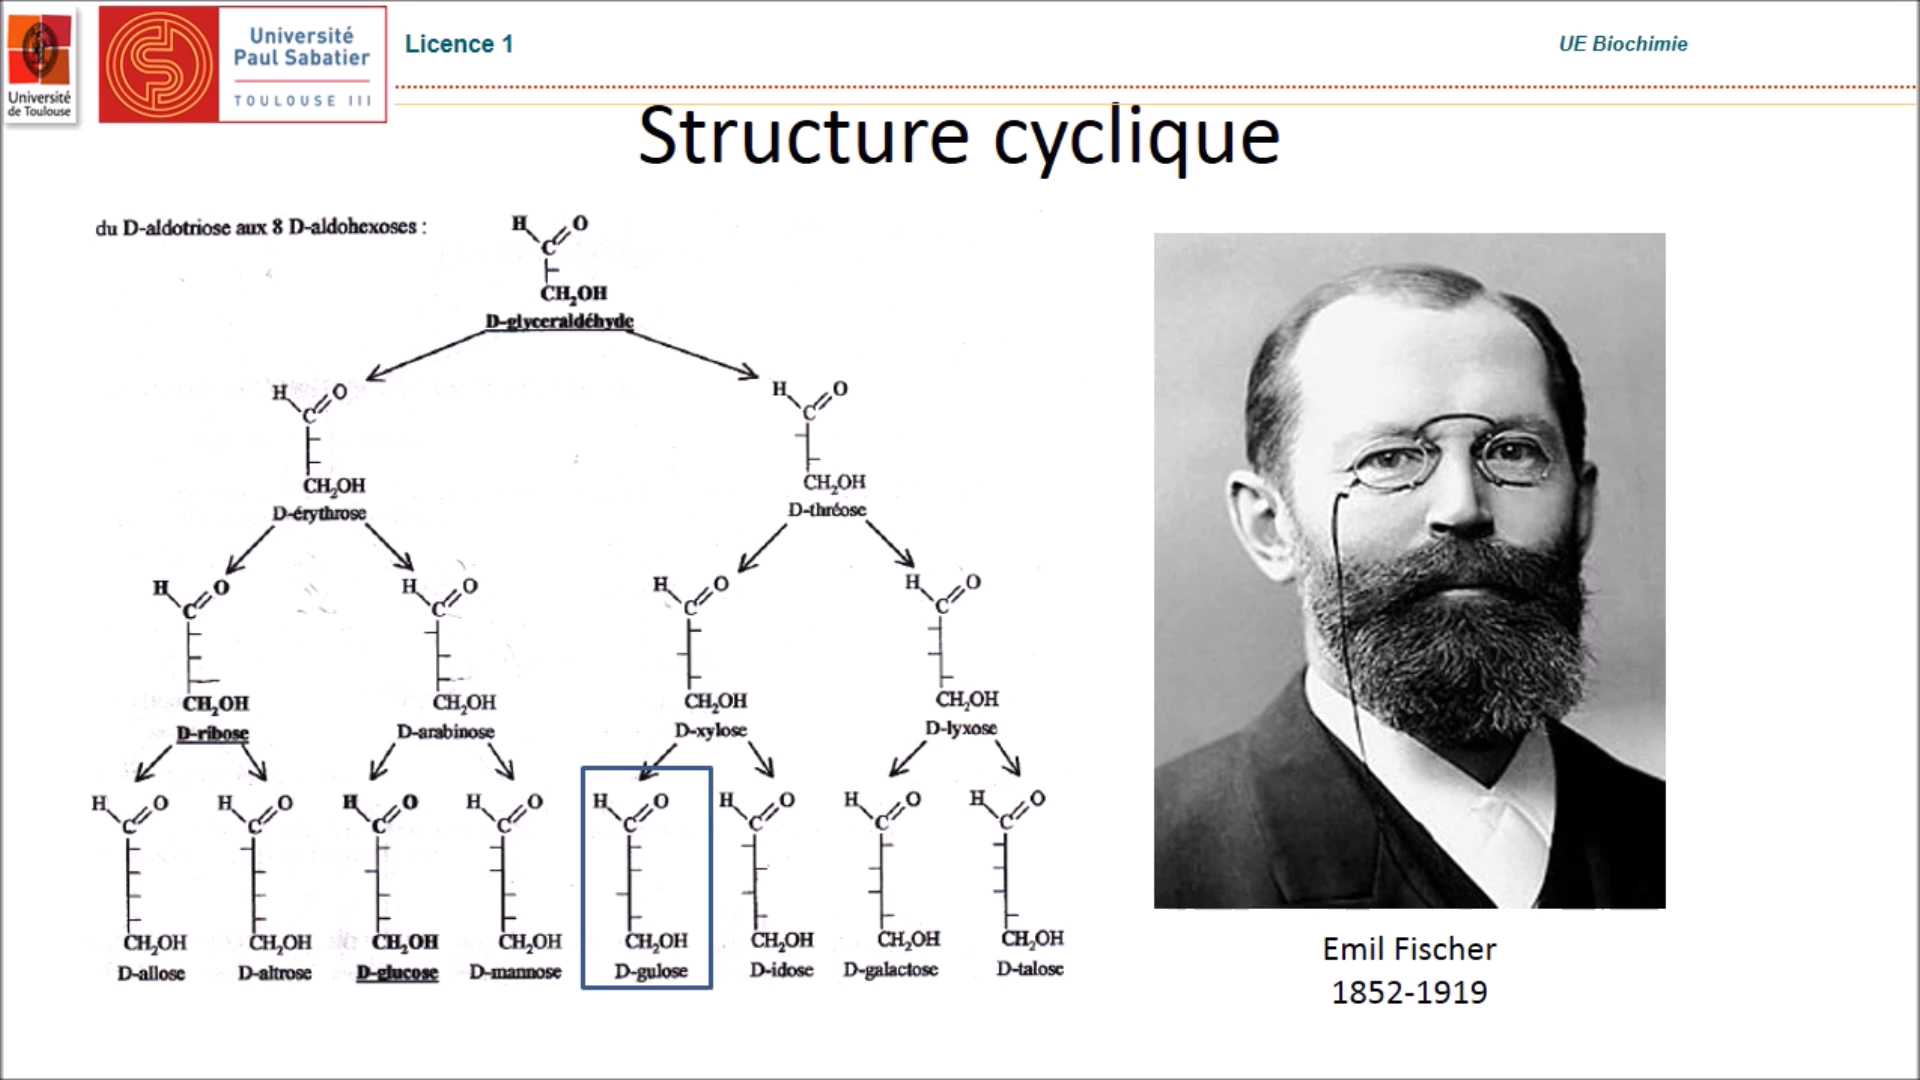 Université
de Toulouse
Université
Paul Sabatier
TOULOUSE III
Licence 1
UE Biochimie
Structure cyclique
du D-aldotriose aux 8 D-aldohexoses :
H O
C
CH₂OH
D-glyceraldéhyde
H O H O
C C
CH₂OH CH₂OH
D-érythrose D-thréose
H O H O H O H O
C C C C
CH₂OH CH₂OH CH₂OH CH₂OH
D-ribose D-arabinose D-xylose D-lyxose
H O H O H O H O H O H O H O H O
C C C C C C C C
CH₂OH CH₂OH CH₂OH CH₂OH CH₂OH CH₂OH CH₂OH CH₂OH
D-allose D-altrose D-glucose D-mannose D-gulose D-idose D-galactose D-talose
Emil Fischer
1852-1919